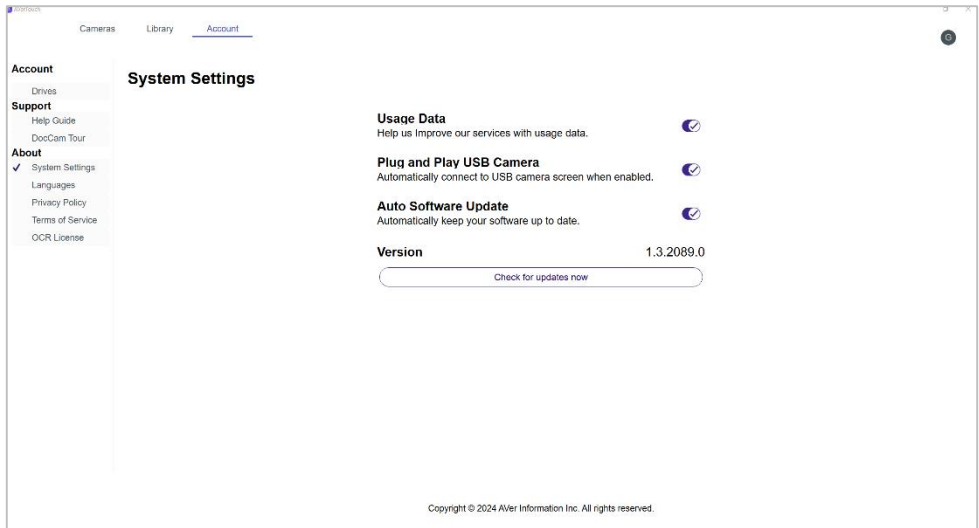 AVerTouch
Cameras Library Account
G
Account
Drives
Support
Help Guide
DocCam Tour
About
System Settings
Languages
Privacy Policy
Terms of Service
OCR License
System Settings
Usage Data
Help us Improve our services with usage data.
Plug and Play USB Camera
Automatically connect to USB camera screen when enabled.
Auto Software Update
Automatically keep your software up to date.
Version 1.3.2089.0
Check for updates now
Copyright © 2024 AVer Information Inc. All rights reserved.